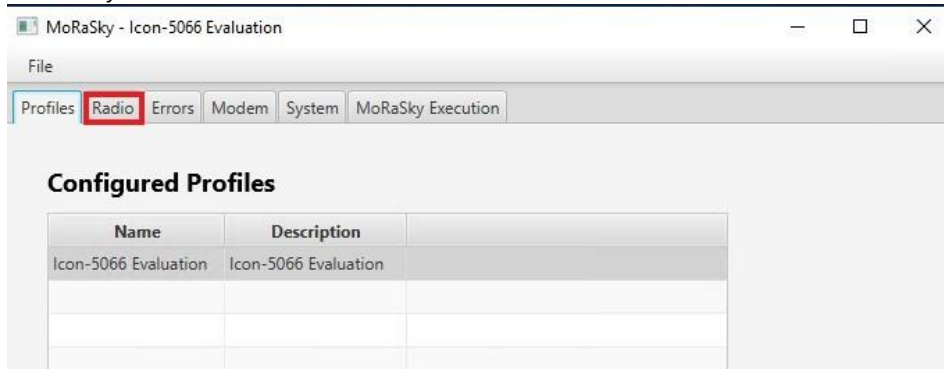 MoRaSky - Icon-5066 Evaluation
File
Profiles Radio Errors Modem System MoRaSky Execution
Configured Profiles
Name Description
Icon-5066 Evaluation Icon-5066 Evaluation